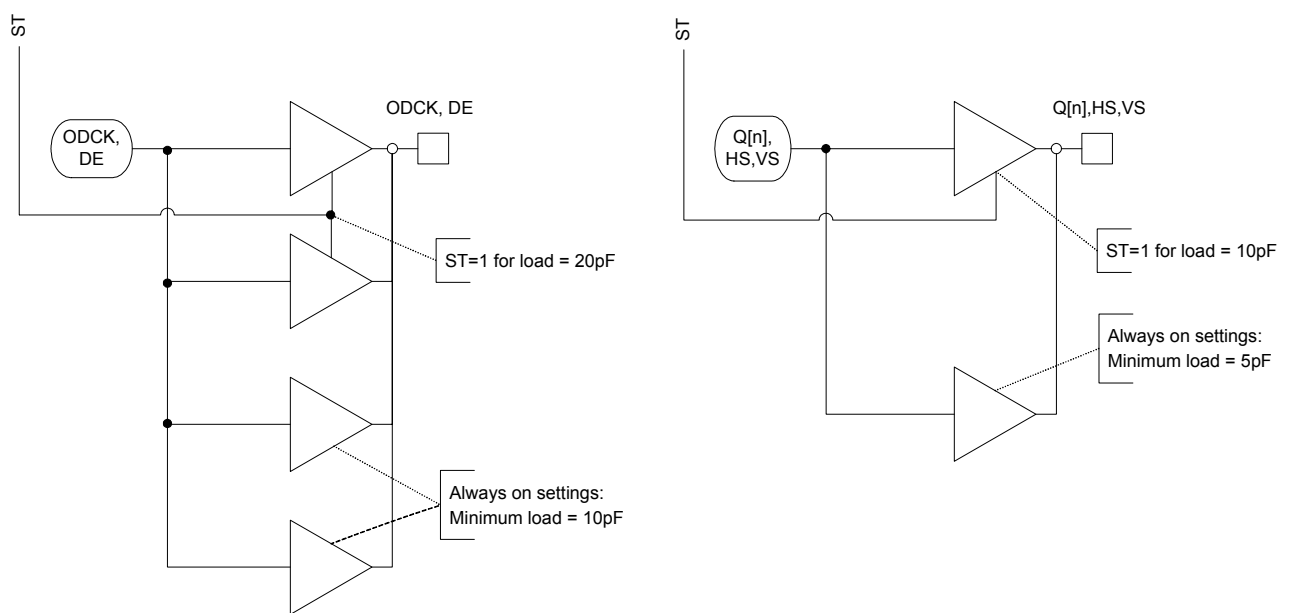 ST
ODCK,
DE
ODCK, DE
ST=1 for load = 20pF
Always on settings:
Minimum load = 10pF
ST
Q[n],
HS,VS
Q[n],HS,VS
ST=1 for load = 10pF
Always on settings:
Minimum load = 5pF